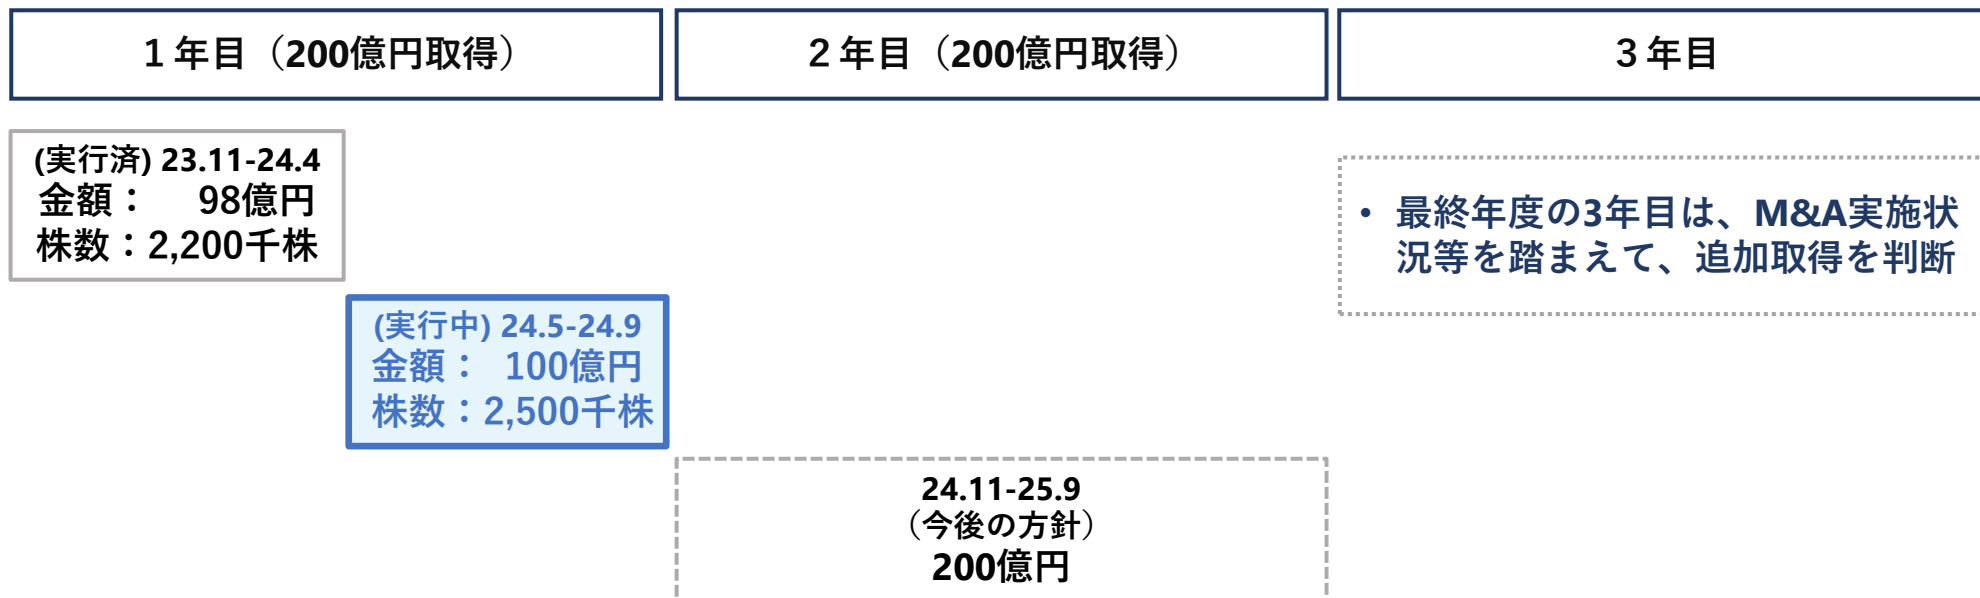 １年目（200億円取得）
２年目（200億円取得）
３年目
(実行済) 23.11-24.4
金額：　98億円
株数：2,200千株
• 最終年度の3年目は、M&A実施状
況等を踏まえて、追加取得を判断
(実行中) 24.5-24.9
金額：　100億円
株数：2,500千株
24.11-25.9
（今後の方針）
200億円